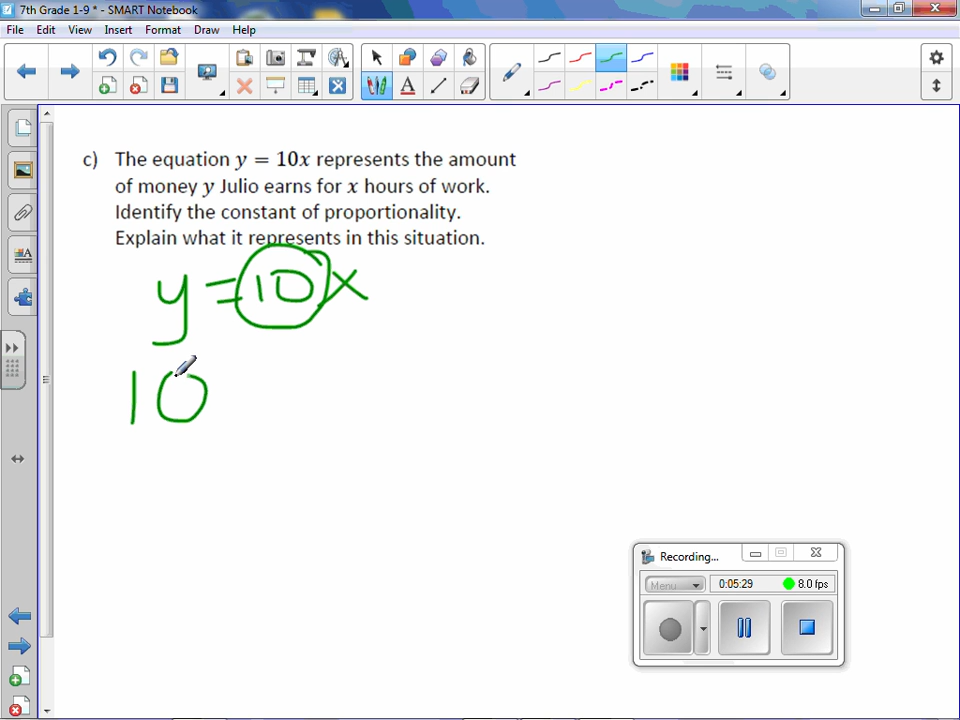 7th Grade 1-9 * - SMART Notebook
File Edit View Insert Format Draw Help
c) The equation y = 10x represents the amount
of money y Julio earns for x hours of work.
Identify the constant of proportionality.
Explain what it represents in this situation.
y = 10x
10
Recording...
Menu 0:05:29 8.0 fps